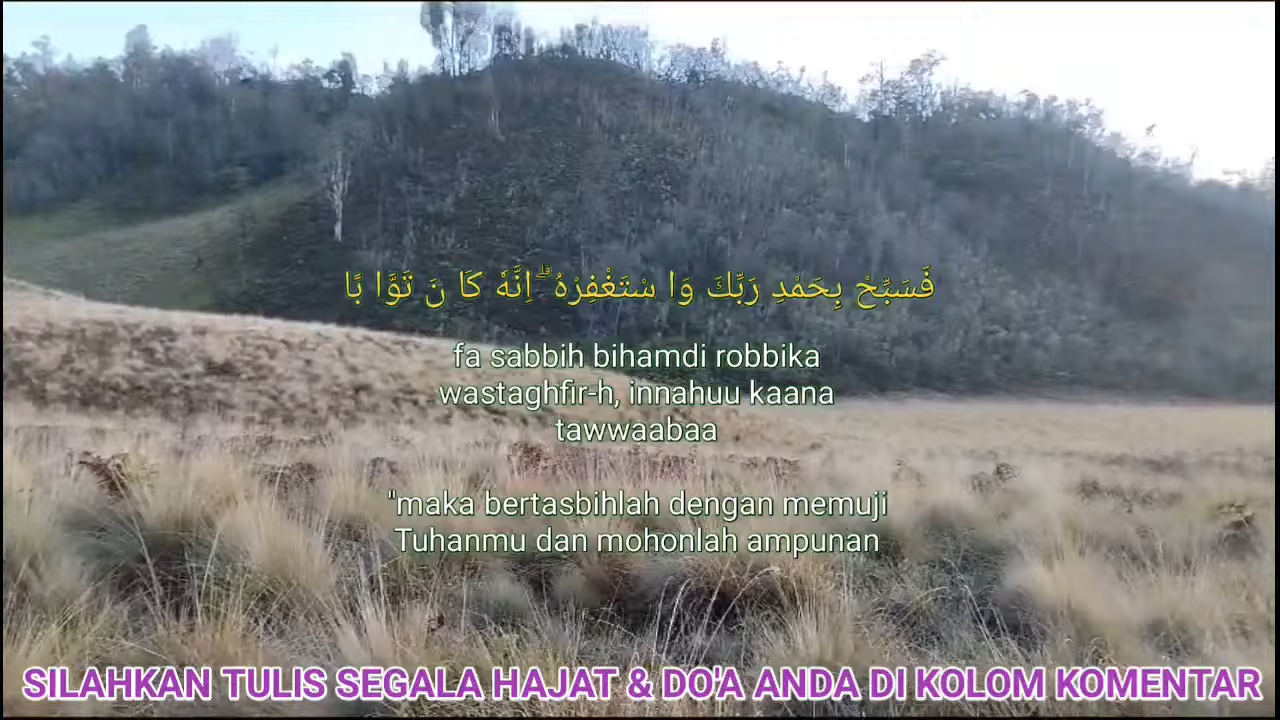 فَسَبِّحْ بِحَمْدِ رَبِّكَ وَا سْتَغْفِرْهُ ۗ اِنَّهٗ كَا نَ تَوَّا بًا
fa sabbih bihamdi robbika
wastaghfir-h, innahuu kaana
tawwaabaa
"maka bertasbihlah dengan memuji
Tuhanmu dan mohonlah ampunan
SILAHKAN TULIS SEGALA HAJAT & DO'A ANDA DI KOLOM KOMENTAR